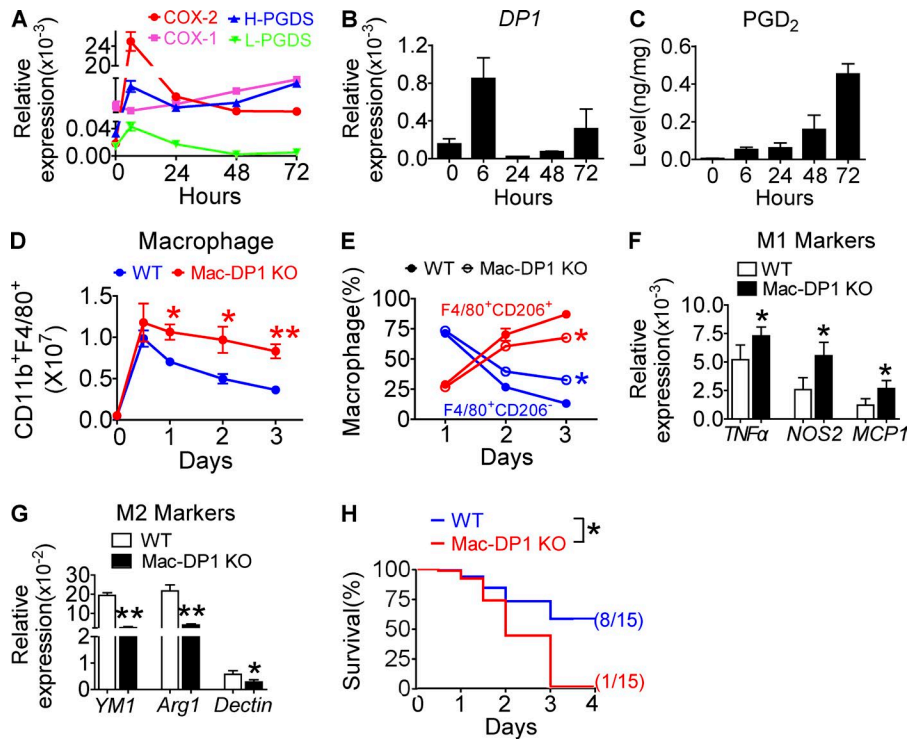 A
COX-2
H-PGDS
COX-1
L-PGDS
Relative
expression(x10⁻³)
24
20
0.04
0.00
0
24
48
72
Hours
B
DP1
Relative
expression(x10⁻³)
1.2
0.8
0.4
0.0
0 6 24 48 72
Hours
C
PGD₂
Level(ng/mg)
0.6
0.4
0.2
0.0
0 6 24 48 72
Hours
D
Macrophage
WT
Mac-DP1 KO
CD11b⁺F4/80⁺
(X10⁷)
1.5
1.0
0.5
0.0
* * **
0 1 2 3
Days
E
WT
Mac-DP1 KO
Macrophage(%)
100
75
50
25
0
F4/80⁺CD206⁺
*
*
F4/80⁺CD206⁻
1 2 3
Days
F
M1 Markers
WT
Mac-DP1 KO
Relative
expression(x10⁻³)
10.0
7.5
5.0
2.5
0.0
* * *
TNFα NOS2 MCP1
G
M2 Markers
WT
Mac-DP1 KO
Relative
expression(x10⁻²)
30
20
10
2
1
0
** ** *
YM1 Arg1 Dectin
H
WT
Mac-DP1 KO
*
Survival(%)
100
75
50
25
0
(8/15)
(1/15)
0 1 2 3 4
Days